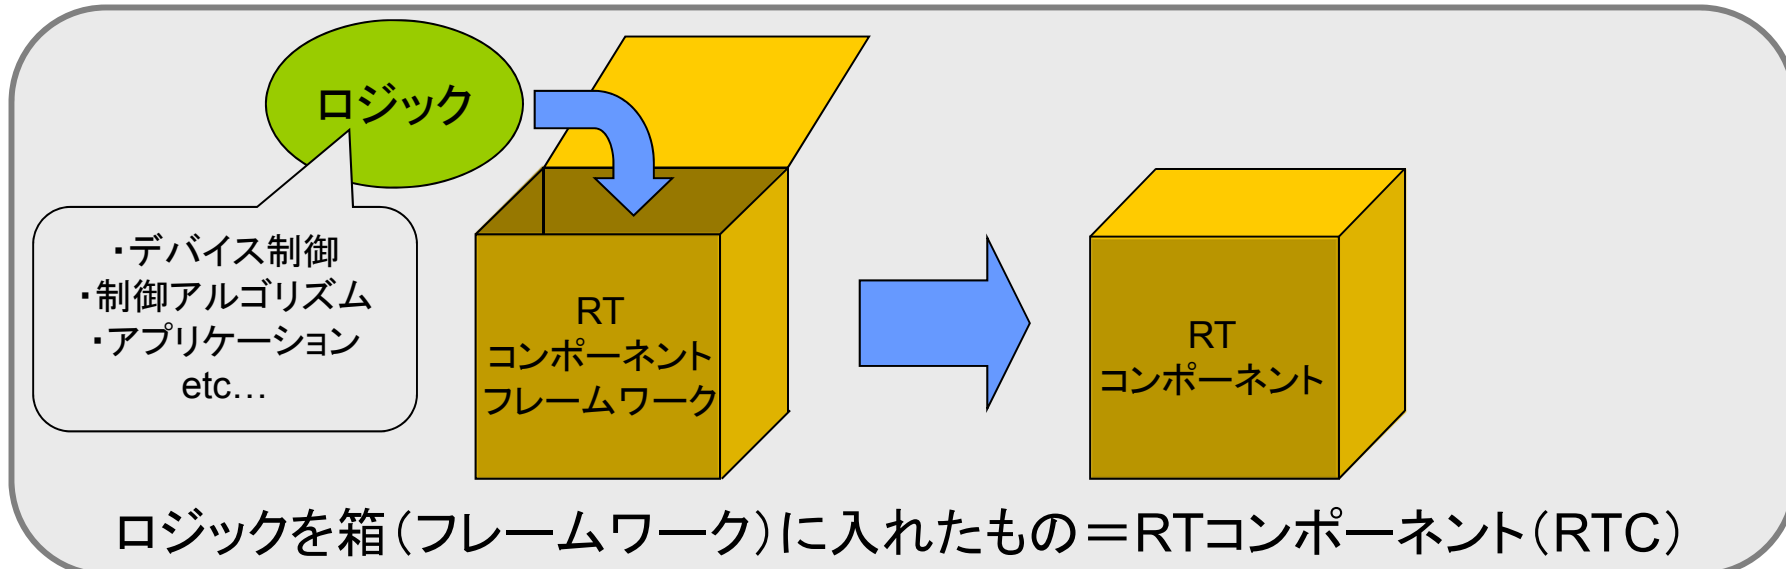 ロジック
・デバイス制御
・制御アルゴリズム
・アプリケーション
etc…
RT
コンポーネント
フレームワーク
RT
コンポーネント
ロジックを箱(フレームワーク)に入れたもの＝RTコンポーネント(RTC)